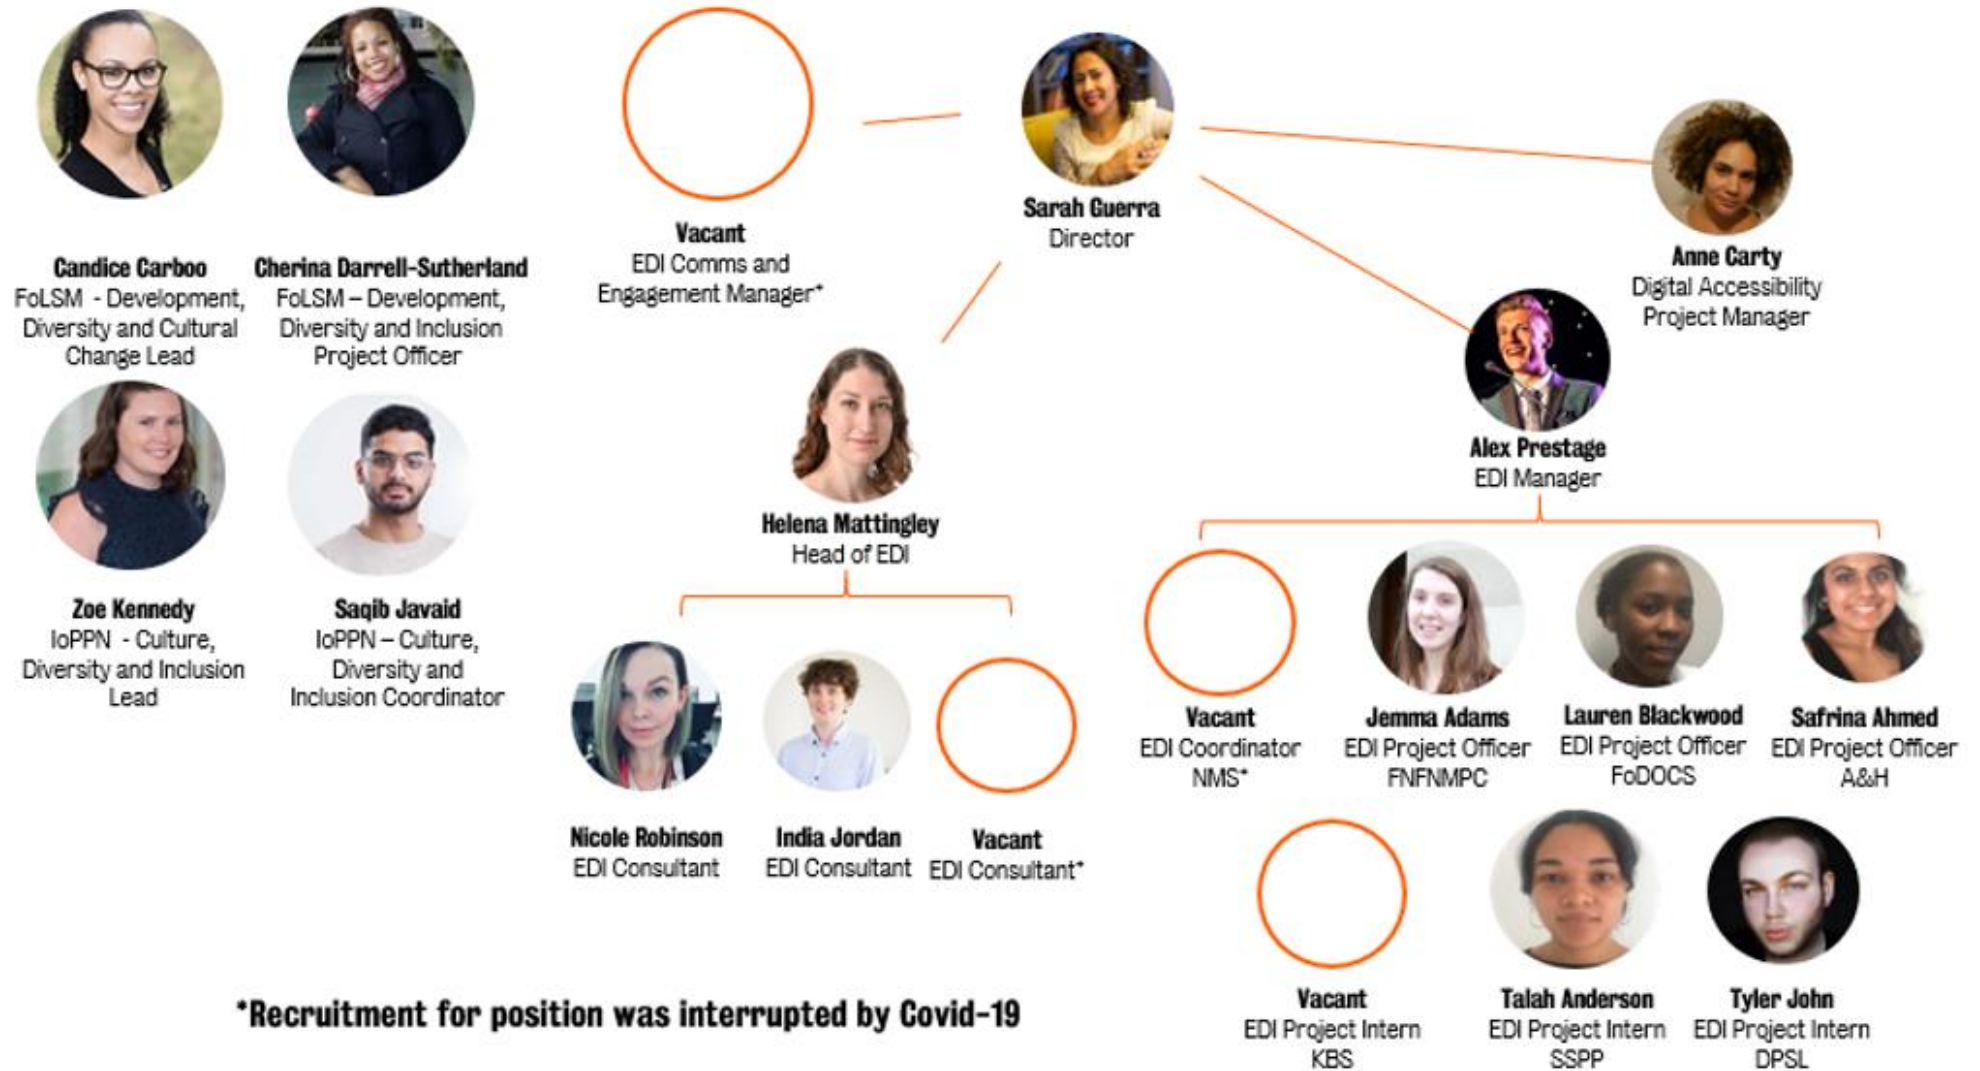 Candice Carboo
FoLSM - Development,
Diversity and Cultural
Change Lead
Cherina Darrell-Sutherland
FoLSM – Development,
Diversity and Inclusion
Project Officer
Zoe Kennedy
IoPPN - Culture,
Diversity and Inclusion
Lead
Saqib Javaid
IoPPN – Culture,
Diversity and
Inclusion Coordinator
Vacant
EDI Comms and
Engagement Manager*
Sarah Guerra
Director
Anne Carty
Digital Accessibility
Project Manager
Helena Mattingley
Head of EDI
Alex Prestage
EDI Manager
Nicole Robinson
EDI Consultant
India Jordan
EDI Consultant
Vacant
EDI Consultant*
Vacant
EDI Coordinator
NMS*
Jemma Adams
EDI Project Officer
FNFNMPC
Lauren Blackwood
EDI Project Officer
FoDOCS
Safrina Ahmed
EDI Project Officer
A&H
Vacant
EDI Project Intern
KBS
Talah Anderson
EDI Project Intern
SSPP
Tyler John
EDI Project Intern
DPSL
*Recruitment for position was interrupted by Covid-19